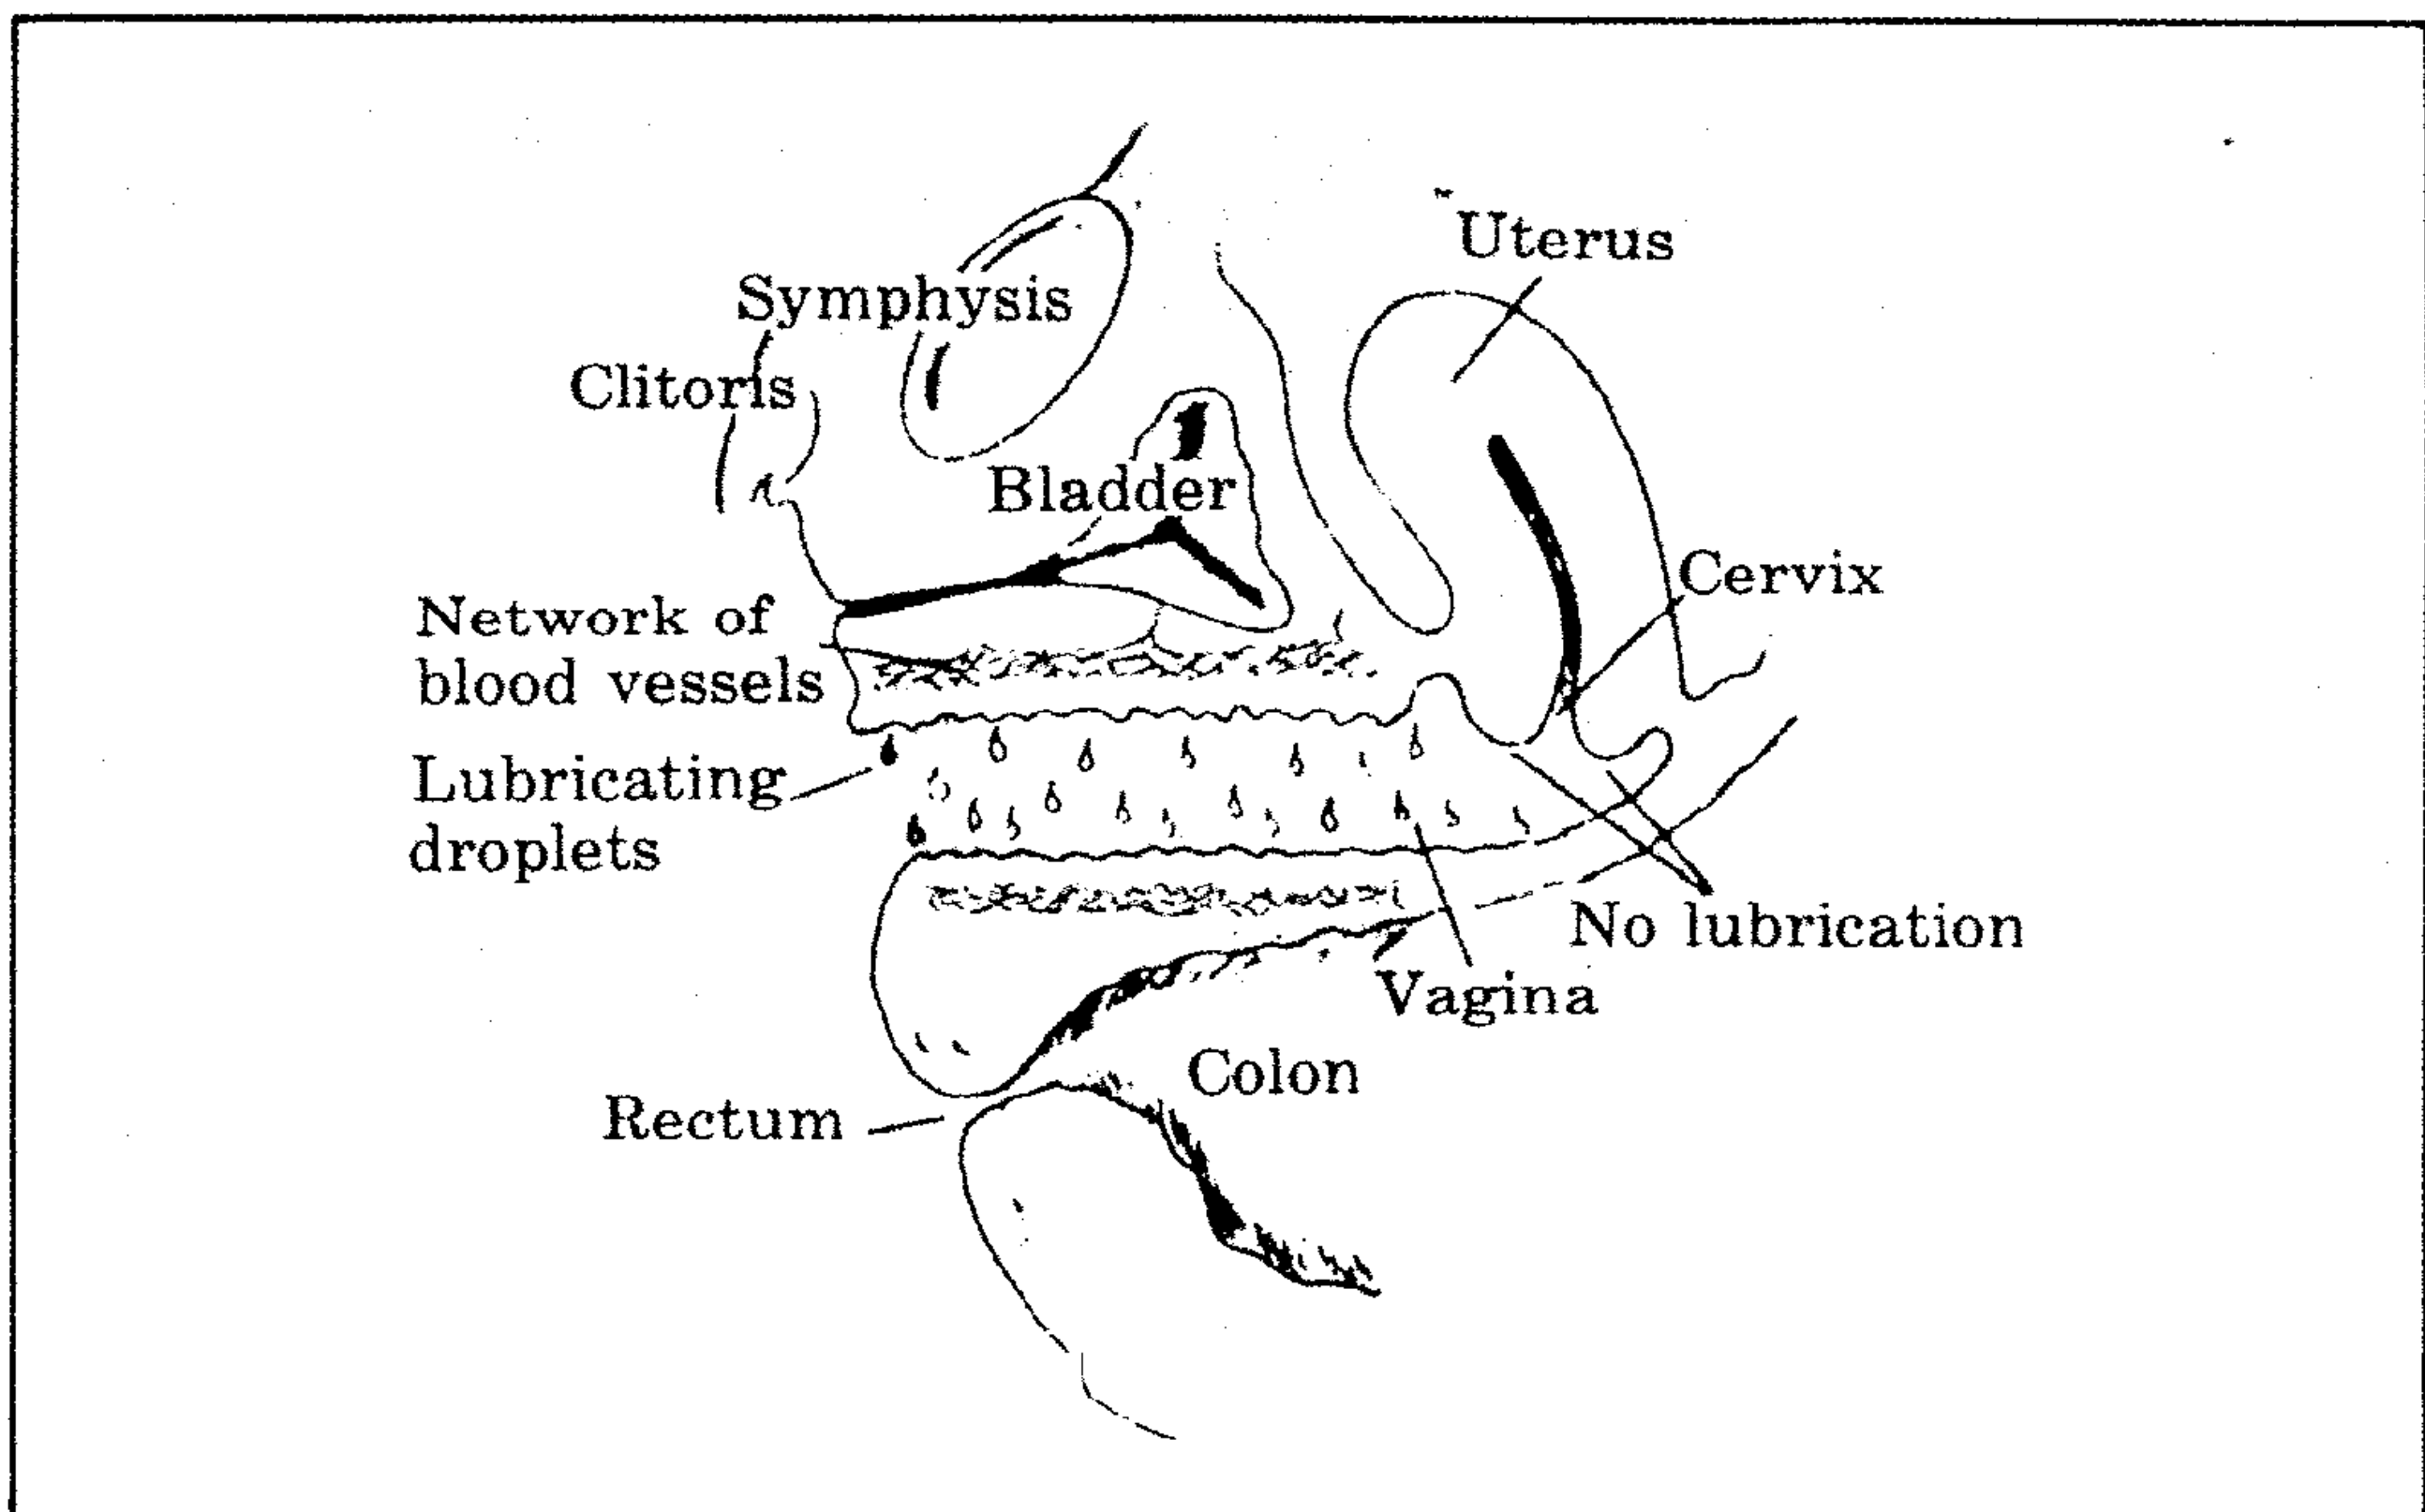 Uterus
Symphysis
Clitoris
Bladder
Cervix
Network of
blood vessels
Lubricating
droplets
No lubrication
Vagina
Colon
Rectum